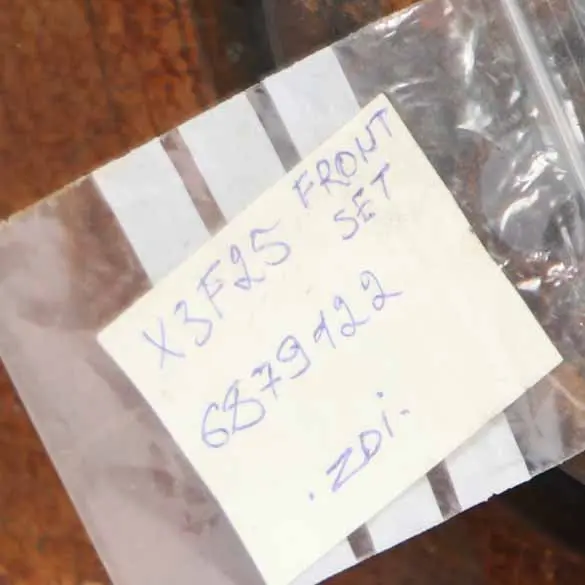 X3F25 FRONT
SET
6879122
.ZDi.